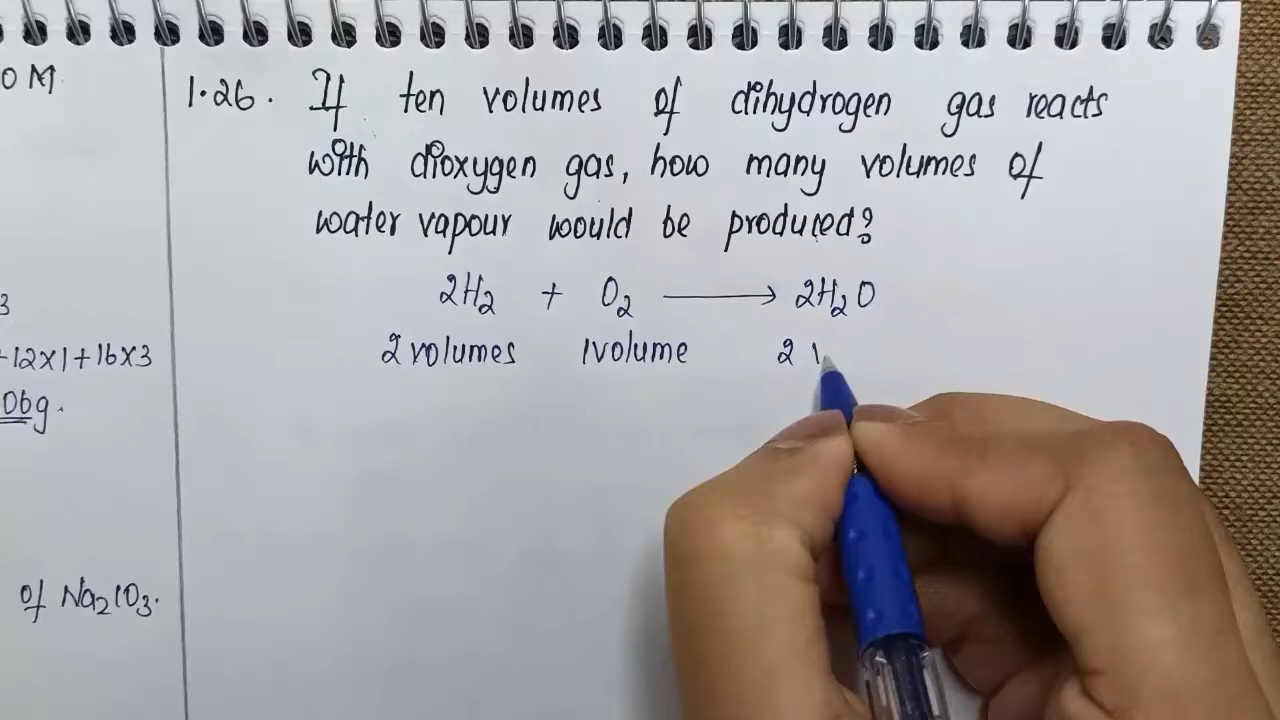 0 M
1.26. If ten volumes of dihydrogen gas reacts
with dioxygen gas, how many volumes of
water vapour would be produced?
2H₂ + O₂ ⟶ 2H₂O
2 volumes 1 volume 2
3
+12×1+16×3
06g.
of Na₂CO₃.